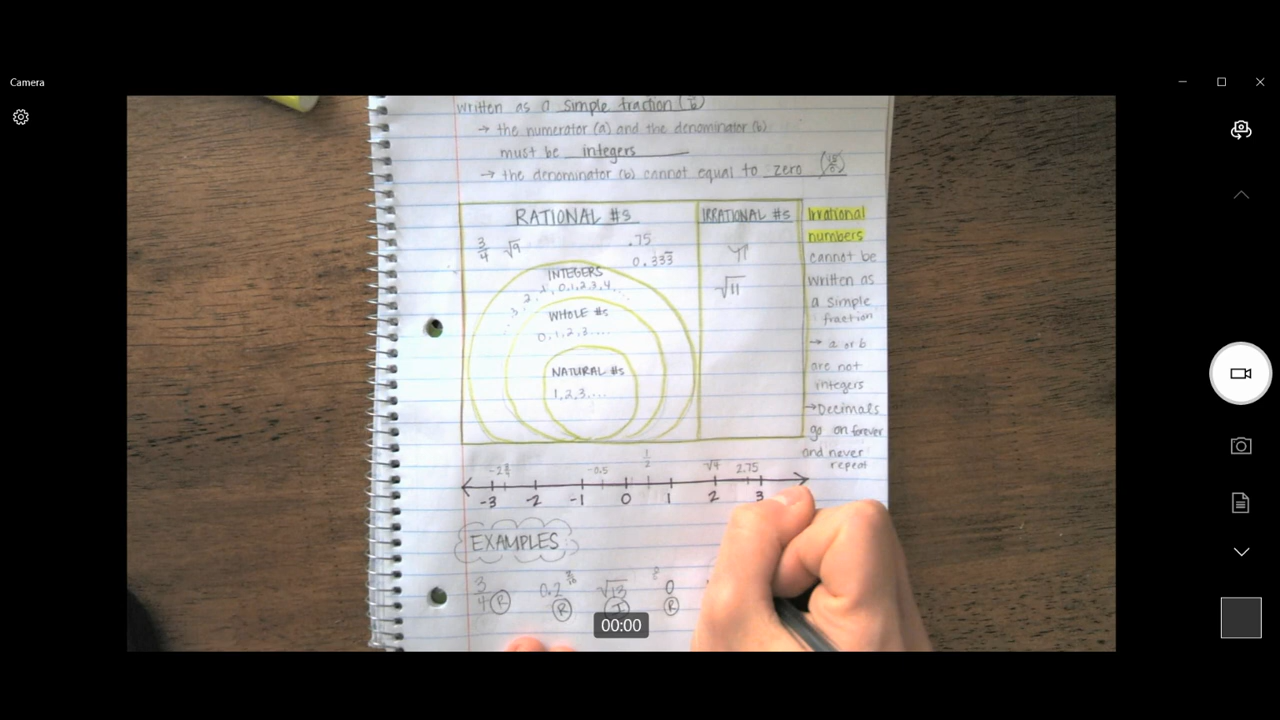 Camera
written as a simple fraction (a/b)
→ the numerator (a) and the denominator (b)
must be integers
→ the denominator (b) cannot equal to zero
RATIONAL #s
IRRATIONAL #s
3/4 √9 .75
0.333
π
√11
INTEGERS
0,1,2,3,4...
WHOLE #s
0,1,2,3....
NATURAL #s
1,2,3....
Irrational
numbers
cannot be
written as
a simple
fraction
→ a or b
are not
integers
→Decimals
go on forever
and never
repeat
-0.5 1/2 √4 2.75
-3 -2 -1 0 1 2 3
EXAMPLES
3/4 0.2 √13 0
R R I R
00:00